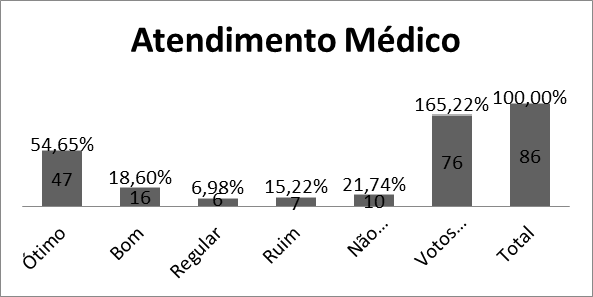 Atendimento Médico
54,65%
18,60%
6,98%
15,22%
21,74%
165,22%
100,00%
47
16
6
7
10
76
86
Ótimo
Bom
Regular
Ruim
Não...
Votos...
Total